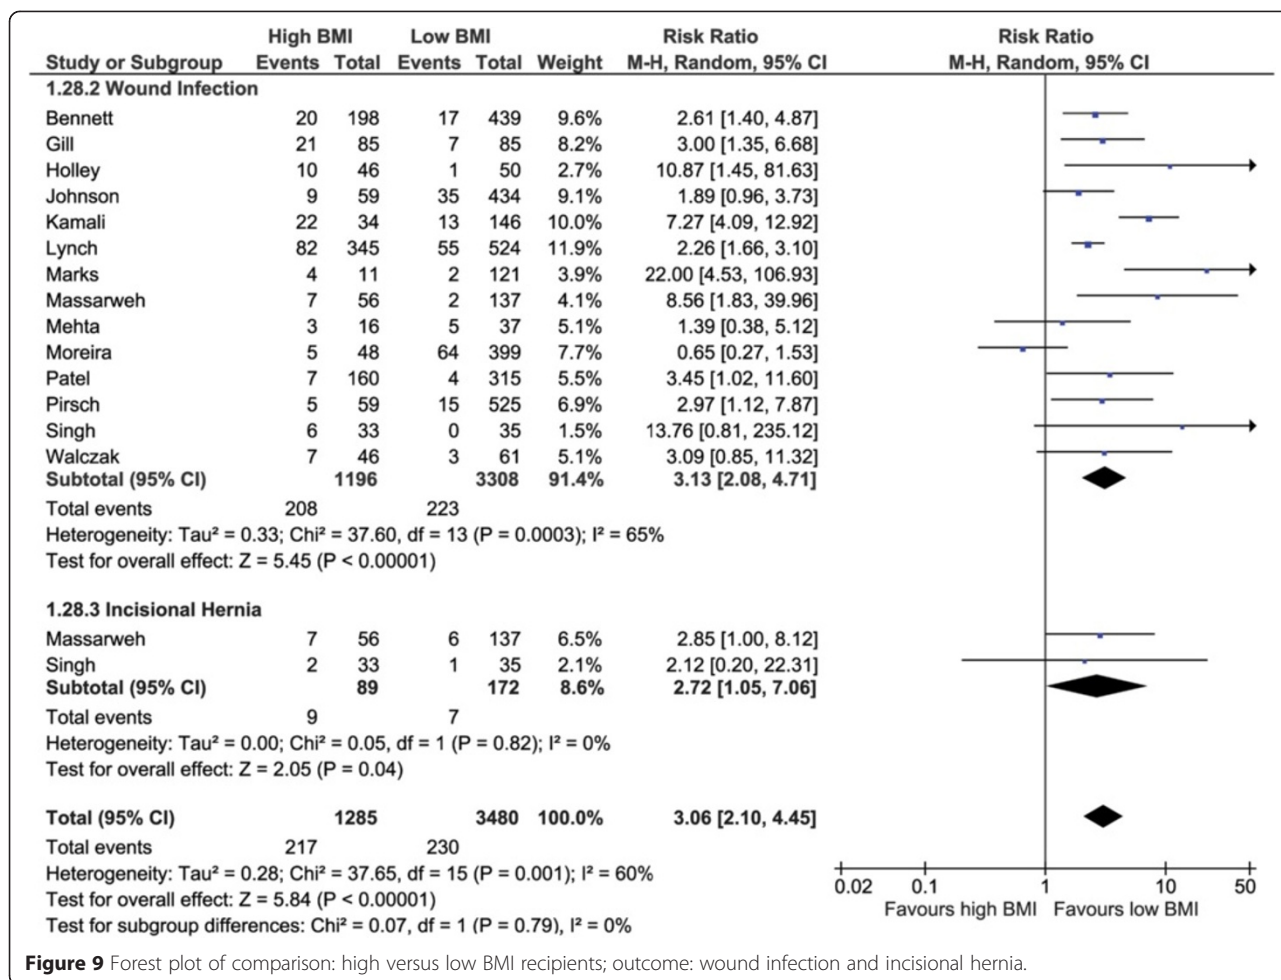 High BMI Low BMI Risk Ratio Risk Ratio
Study or Subgroup Events Total Events Total Weight M-H, Random, 95% CI M-H, Random, 95% CI
1.28.2 Wound Infection
Bennett 20 198 17 439 9.6% 2.61 [1.40, 4.87]
Gill 21 85 7 85 8.2% 3.00 [1.35, 6.68]
Holley 10 46 1 50 2.7% 10.87 [1.45, 81.63]
Johnson 9 59 35 434 9.1% 1.89 [0.96, 3.73]
Kamali 22 34 13 146 10.0% 7.27 [4.09, 12.92]
Lynch 82 345 55 524 11.9% 2.26 [1.66, 3.10]
Marks 4 11 2 121 3.9% 22.00 [4.53, 106.93]
Massarweh 7 56 2 137 4.1% 8.56 [1.83, 39.96]
Mehta 3 16 5 37 5.1% 1.39 [0.38, 5.12]
Moreira 5 48 64 399 7.7% 0.65 [0.27, 1.53]
Patel 7 160 4 315 5.5% 3.45 [1.02, 11.60]
Pirsch 5 59 15 525 6.9% 2.97 [1.12, 7.87]
Singh 6 33 0 35 1.5% 13.76 [0.81, 235.12]
Walczak 7 46 3 61 5.1% 3.09 [0.85, 11.32]
Subtotal (95% CI) 1196 3308 91.4% 3.13 [2.08, 4.71]
Total events 208 223
Heterogeneity: Tau² = 0.33; Chi² = 37.60, df = 13 (P = 0.0003); I² = 65%
Test for overall effect: Z = 5.45 (P < 0.00001)
1.28.3 Incisional Hernia
Massarweh 7 56 6 137 6.5% 2.85 [1.00, 8.12]
Singh 2 33 1 35 2.1% 2.12 [0.20, 22.31]
Subtotal (95% CI) 89 172 8.6% 2.72 [1.05, 7.06]
Total events 9 7
Heterogeneity: Tau² = 0.00; Chi² = 0.05, df = 1 (P = 0.82); I² = 0%
Test for overall effect: Z = 2.05 (P = 0.04)
Total (95% CI) 1285 3480 100.0% 3.06 [2.10, 4.45]
Total events 217 230
Heterogeneity: Tau² = 0.28; Chi² = 37.65, df = 15 (P = 0.001); I² = 60%
Test for overall effect: Z = 5.84 (P < 0.00001)
Test for subgroup differences: Chi² = 0.07, df = 1 (P = 0.79), I² = 0%
0.02 0.1 1 10 50
Favours high BMI Favours low BMI
Figure 9 Forest plot of comparison: high versus low BMI recipients; outcome: wound infection and incisional hernia.